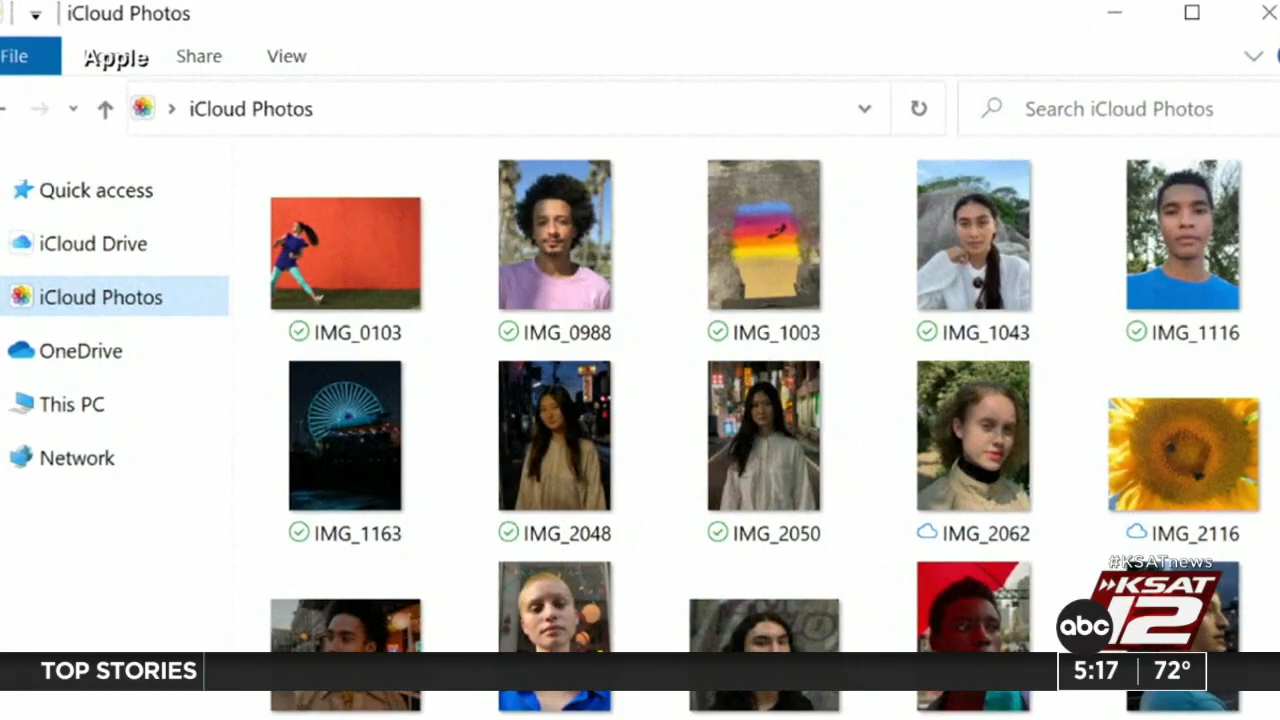 iCloud Photos
File
Apple
Share
View
iCloud Photos
Search iCloud Photos
Quick access
iCloud Drive
iCloud Photos
OneDrive
This PC
Network
IMG_0103
IMG_0988
IMG_1003
IMG_1043
IMG_1116
IMG_1163
IMG_2048
IMG_2050
IMG_2062
IMG_2116
#KSATnews
KSAT
abc 12
TOP STORIES
5:17 72°